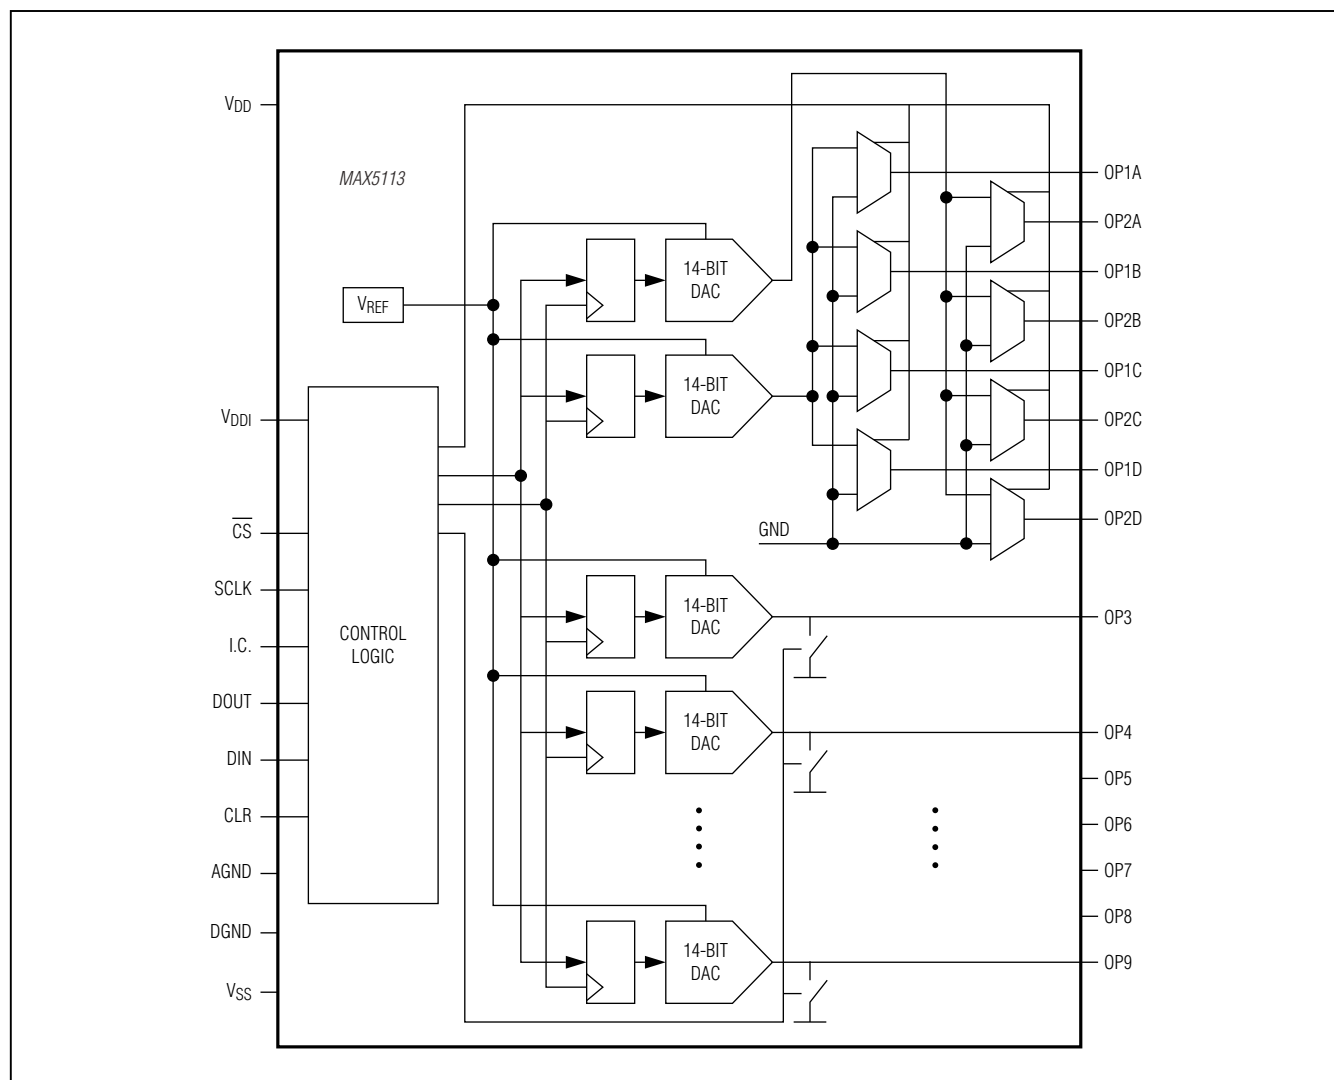 VDD
MAX5113
OP1A
OP2A
14-BIT
DAC
OP1B
VREF
OP2B
14-BIT
DAC
OP1C
VDDI
OP2C
OP1D
OP2D
CS
GND
SCLK
14-BIT
DAC
OP3
CONTROL
LOGIC
I.C.
DOUT
14-BIT
DAC
OP4
DIN
OP5
CLR
OP6
AGND
OP7
DGND
OP8
14-BIT
DAC
OP9
VSS